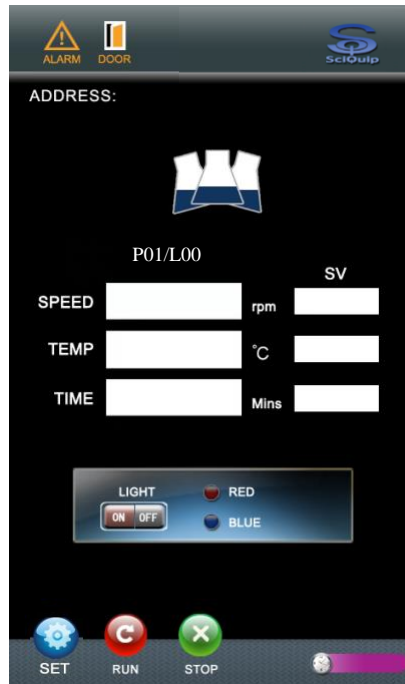 ALARM DOOR
SciQuip
ADDRESS:
P01/L00
SV
SPEED rpm
TEMP °C
TIME Mins
LIGHT RED
ON OFF
BLUE
SET RUN STOP